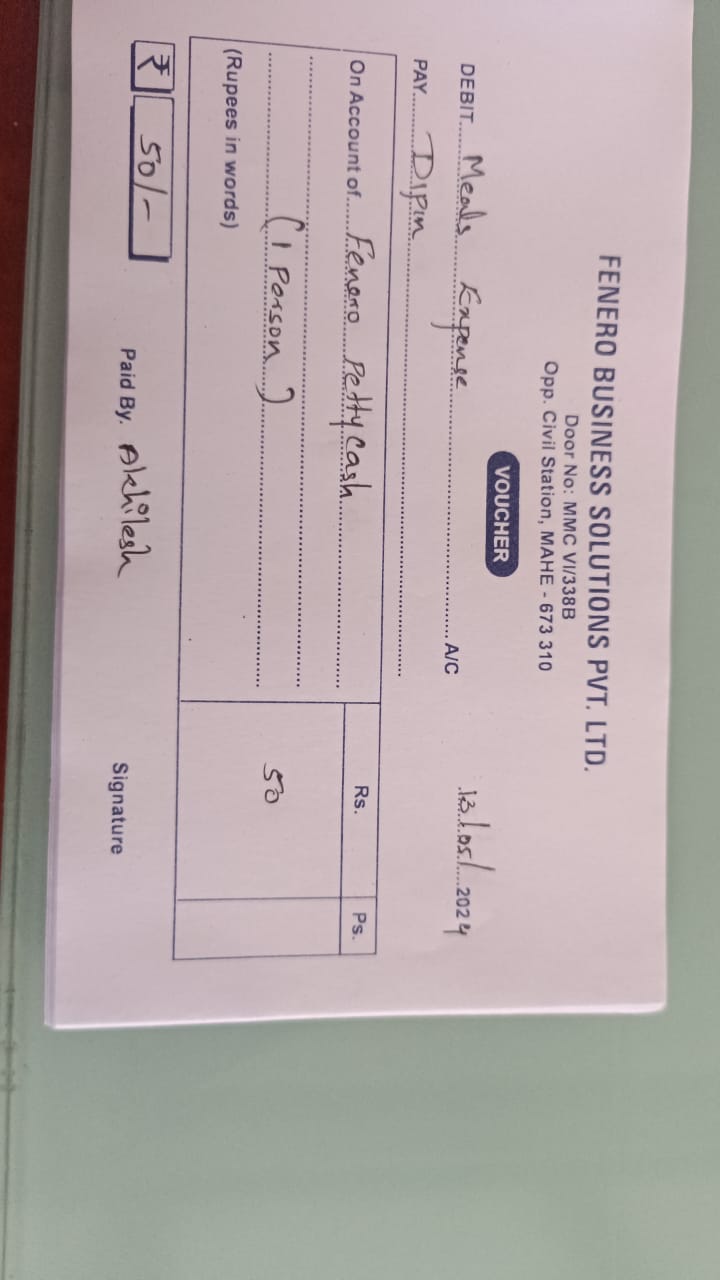 FENERO BUSINESS SOLUTIONS PVT. LTD.
Door No: MMC VI/338B
Opp. Civil Station, MAHE - 673 310
VOUCHER
13/05/2024
DEBIT Meals Expense A/C
PAY Dipin
Rs. Ps.
On Account of Fenero Petty cash
(1 Person) 50
(Rupees in words)
₹ 50/-
Paid By. Akhilesh Signature